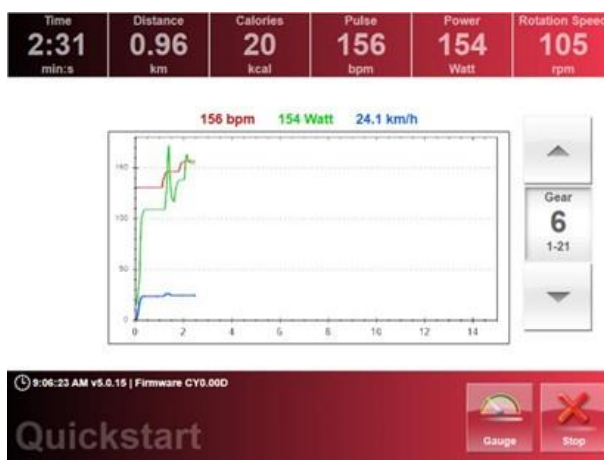 Time Distance Calories Pulse Power Rotation Speed
2:31 0.96 20 156 154 105
min:s km kcal bpm Watt rpm
156 bpm 154 Watt 24.1 km/h
150
100
50
0
0 2 4 6 8 10 12 14
Gear
6
1-21
9:06:23 AM v5.0.15 | Firmware CY0.00D
Quickstart
Gauge Stop